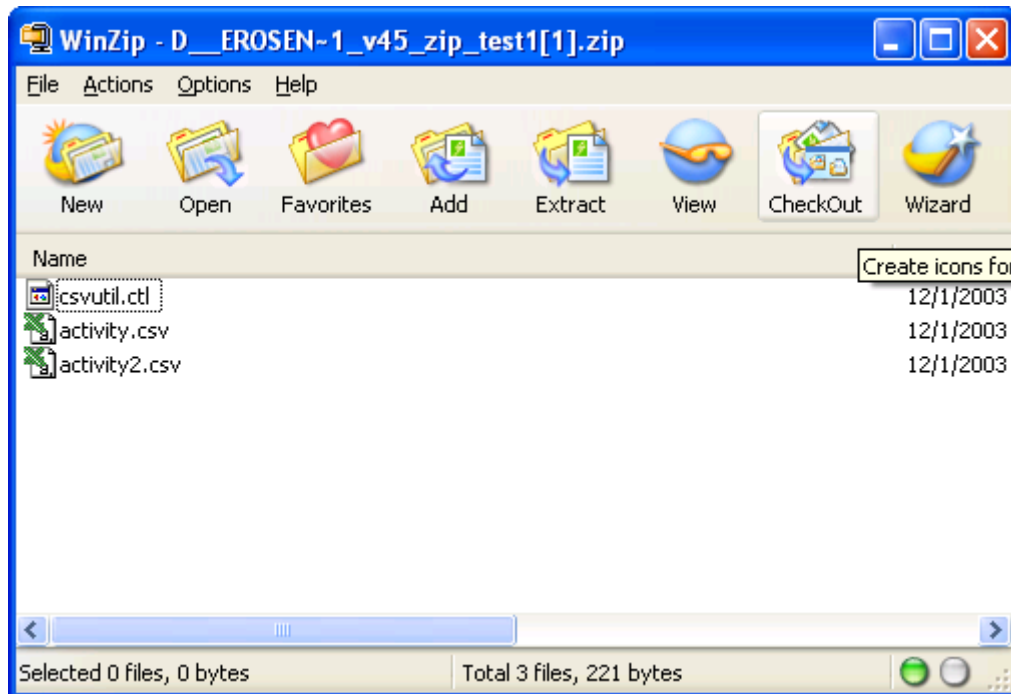 WinZip - D__EROSEN~1_v45_zip_test1[1].zip
File Actions Options Help
New Open Favorites Add Extract View CheckOut Wizard
Name
Create icons for
csvutil.ctl 12/1/2003
activity.csv 12/1/2003
activity2.csv 12/1/2003
Selected 0 files, 0 bytes Total 3 files, 221 bytes